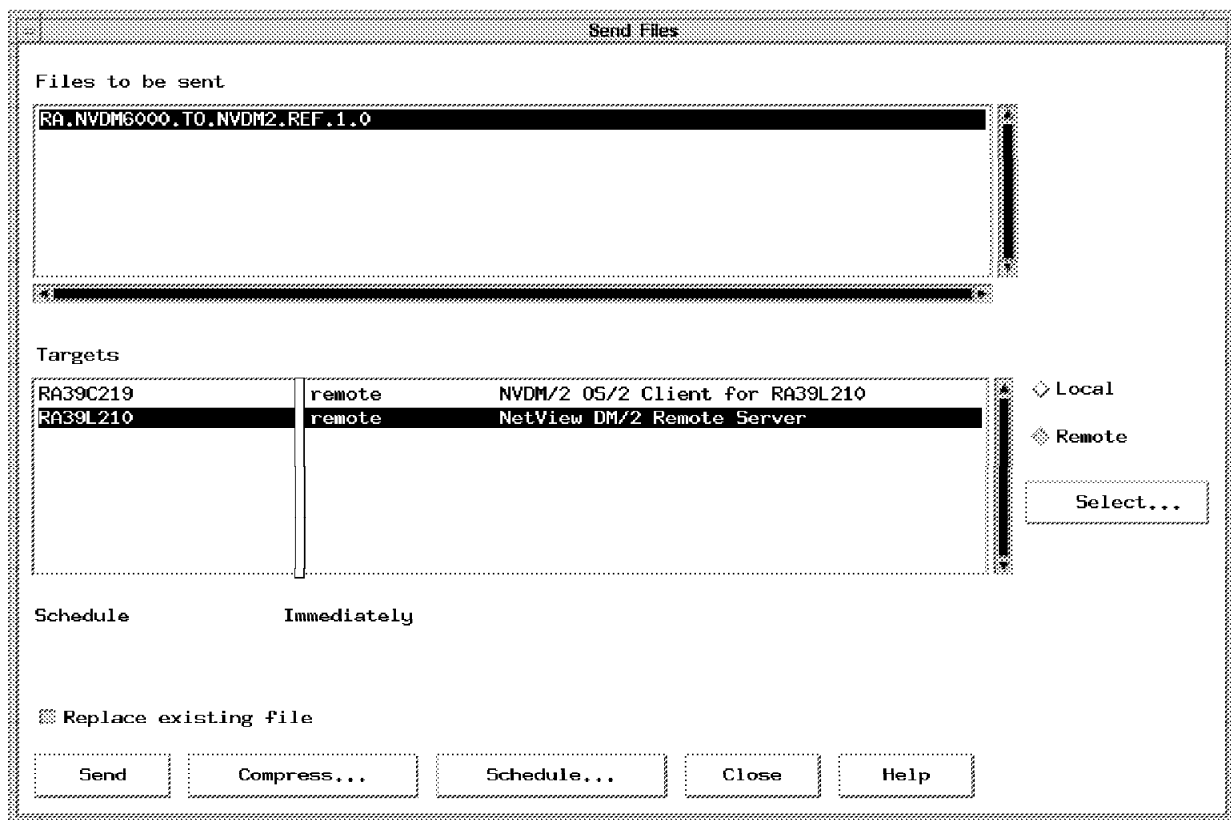 Send Files
Files to be sent
RA.NVDM6000.TO.NVDM2.REF.1.0
Targets
RA39C219 remote NVDM/2 OS/2 Client for RA39L210
RA39L210 remote NetView DM/2 Remote Server
Local
Remote
Select...
Schedule Immediately
Replace existing file
Send Compress... Schedule... Close Help